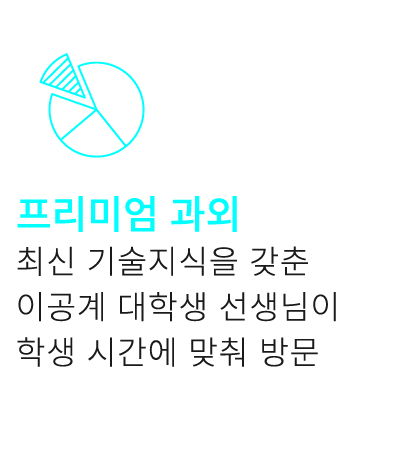 프리미엄 과외
최신 기술지식을 갖춘
이공계 대학생 선생님이
학생 시간에 맞춰 방문